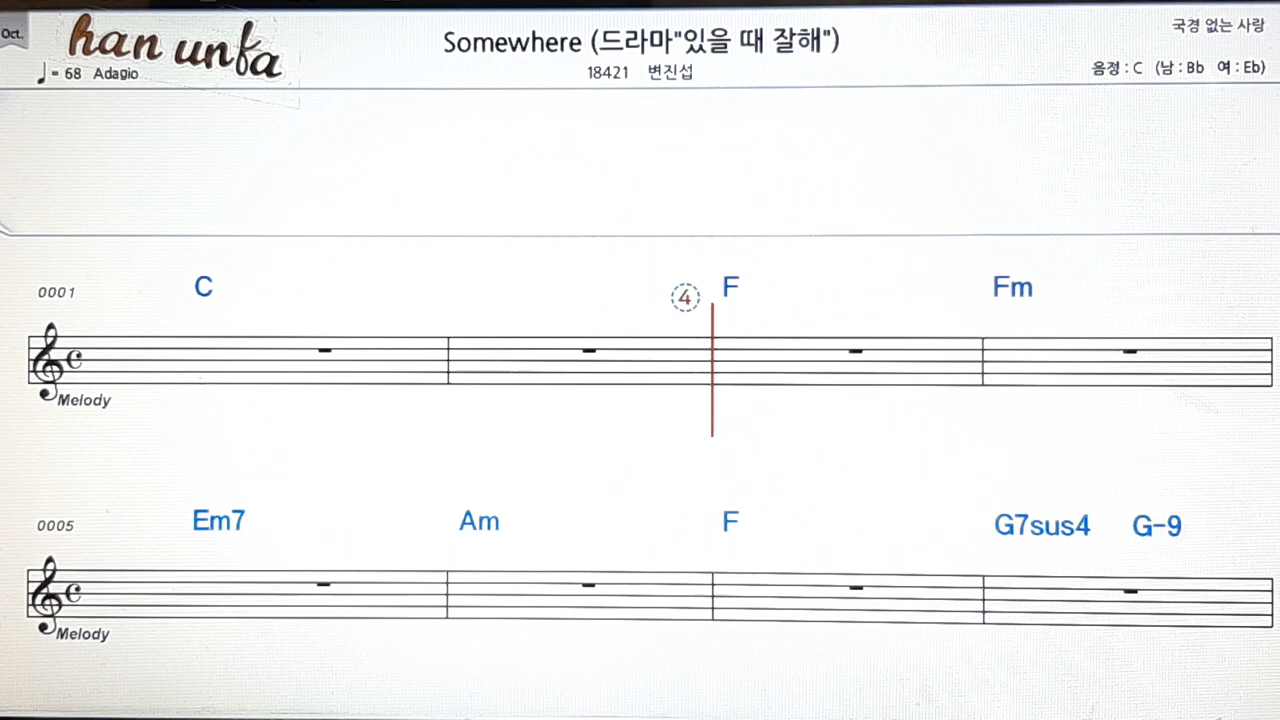 Oct.
han unfa
♩= 68 Adagio
Somewhere (드라마"있을 때 잘해")
18421 변진섭
국경 없는 사랑
음정 : C (남 : Bb 여 : Eb)
0001 C ④ F Fm
Melody
0005 Em7 Am F G7sus4 G-9
Melody